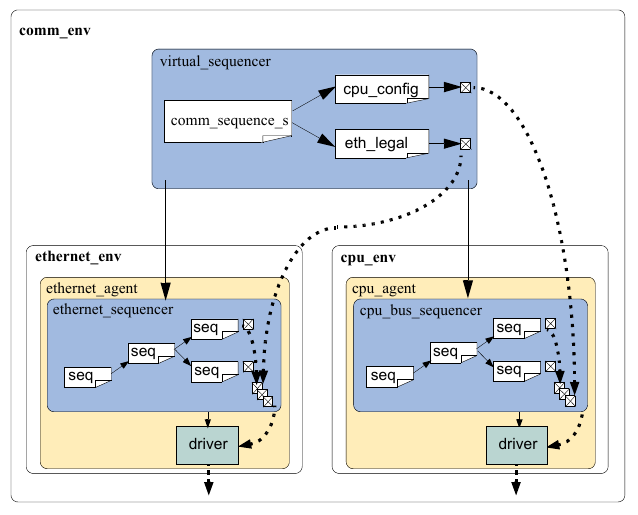 comm_env
virtual_sequencer
cpu_config
comm_sequence_s
eth_legal
ethernet_env
cpu_env
ethernet_agent
cpu_agent
ethernet_sequencer
cpu_bus_sequencer
seq
seq
seq
seq
seq
seq
seq
seq
driver
driver